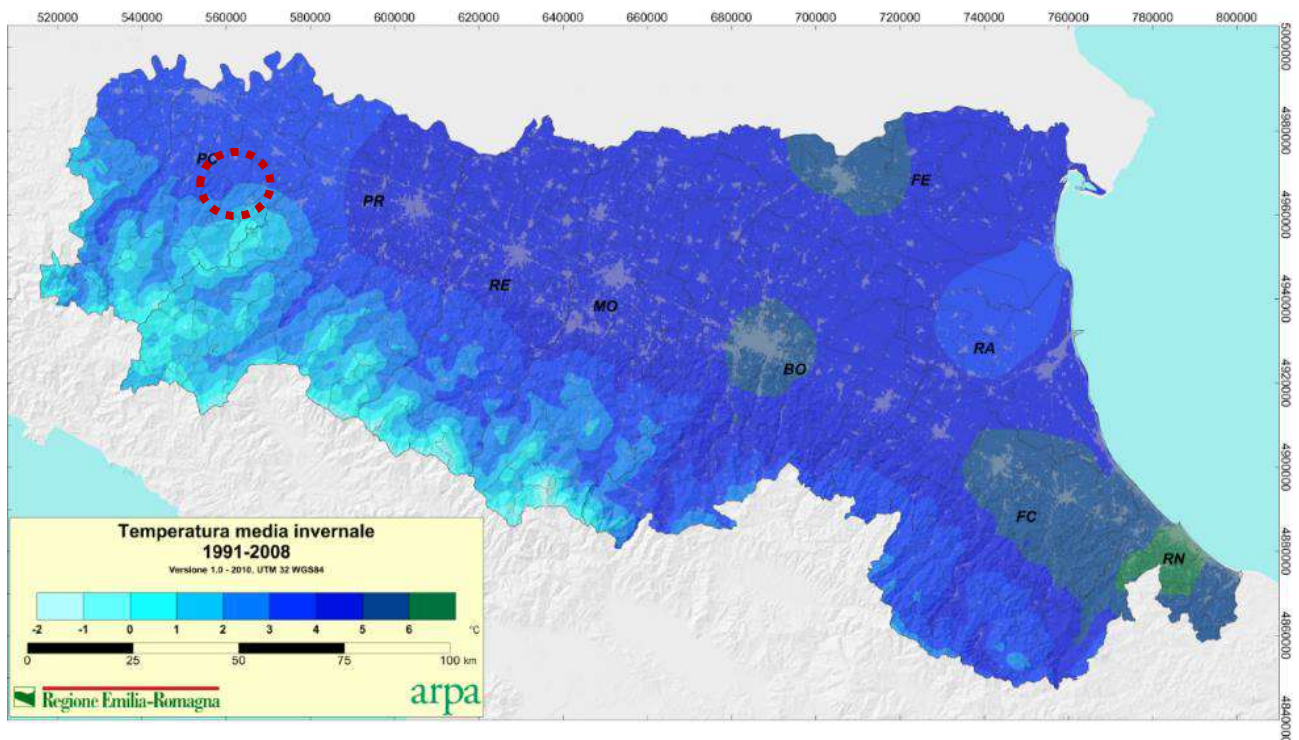 520000 540000 560000 580000 600000 620000 640000 660000 680000 700000 720000 740000 760000 780000 800000
5000000
4980000
4960000
4940000
4920000
4900000
4880000
4860000
4840000
PC
PR
FE
RE
MO
RA
BO
FC
RN
Temperatura media invernale
1991-2008
Versione 1.0 - 2010, UTM 32 WGS84
-2 -1 0 1 2 3 4 5 6 °C
0 25 50 75 100 km
Regione Emilia-Romagna
arpa